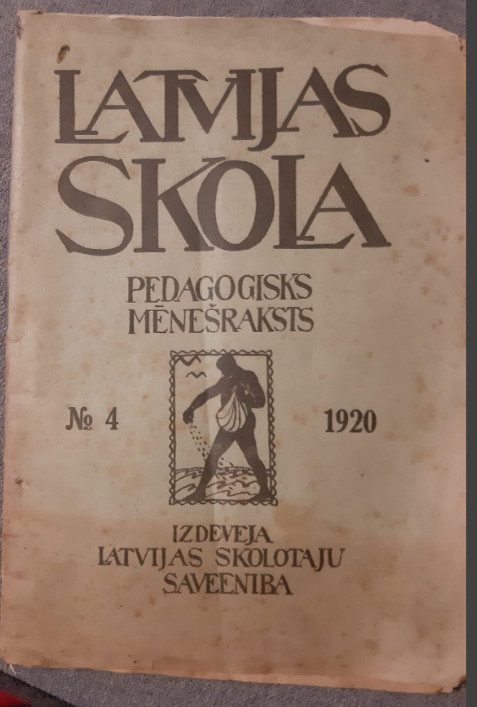 LATVIJAS
SKOLA
PEDAGOGISKS
MĒNEŠRAKSTS
№ 4
1920
IZDEVEJA
LATVIJAS SKOLOTAJU
SAVEENIBA